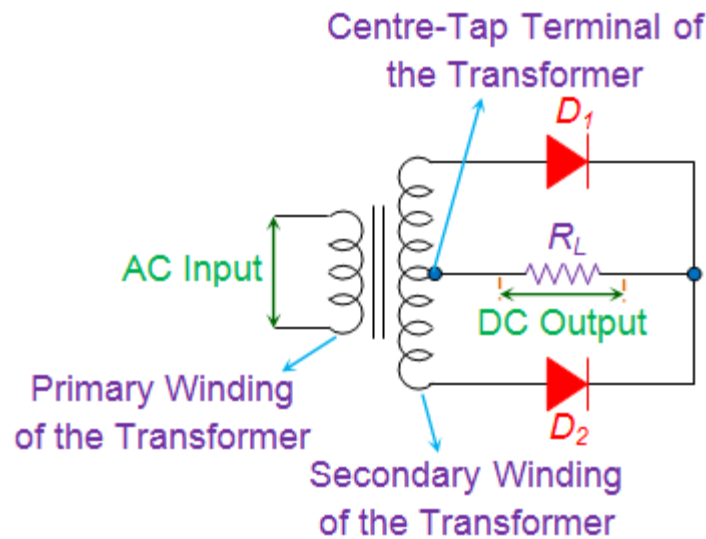 Centre-Tap Terminal of
the Transformer
D1
AC Input
RL
DC Output
Primary Winding
of the Transformer
D2
Secondary Winding
of the Transformer